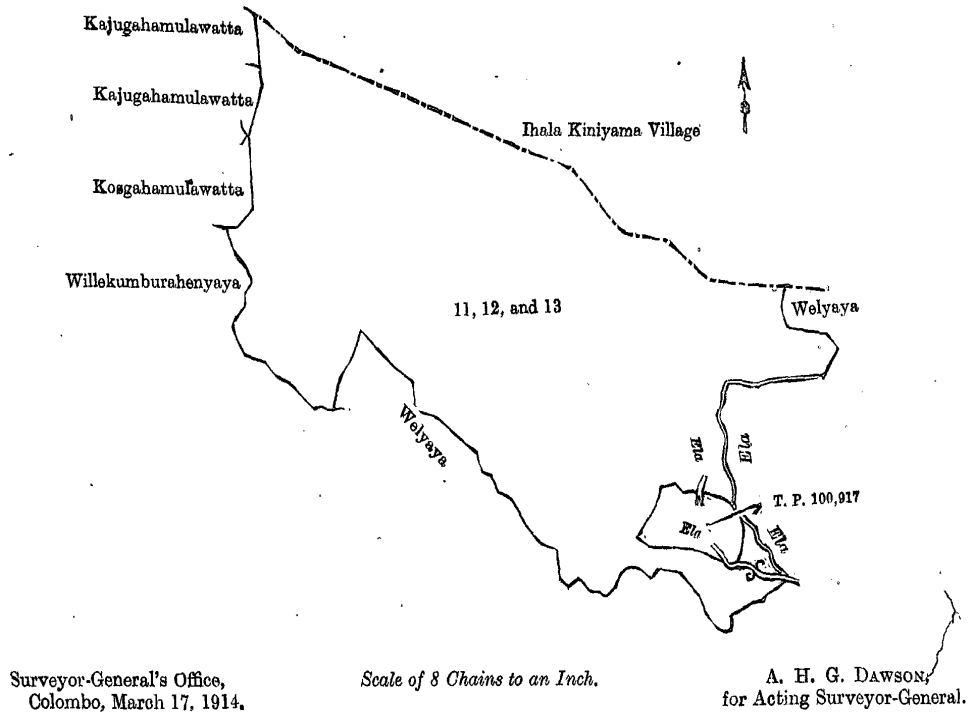 Kajugahamulawatta
Kajugahamulawatta
Ihala Kiniyama Village
Kosgahamulawatta
Willekumburahenyaya
11, 12, and 13
Welyaya
Welyaya
Ela
Ela
T. P. 100,917
Ela
Ela
Surveyor-General's Office,
Colombo, March 17, 1914.
Scale of 8 Chains to an Inch.
A. H. G. DAWSON,
for Acting Surveyor-General.